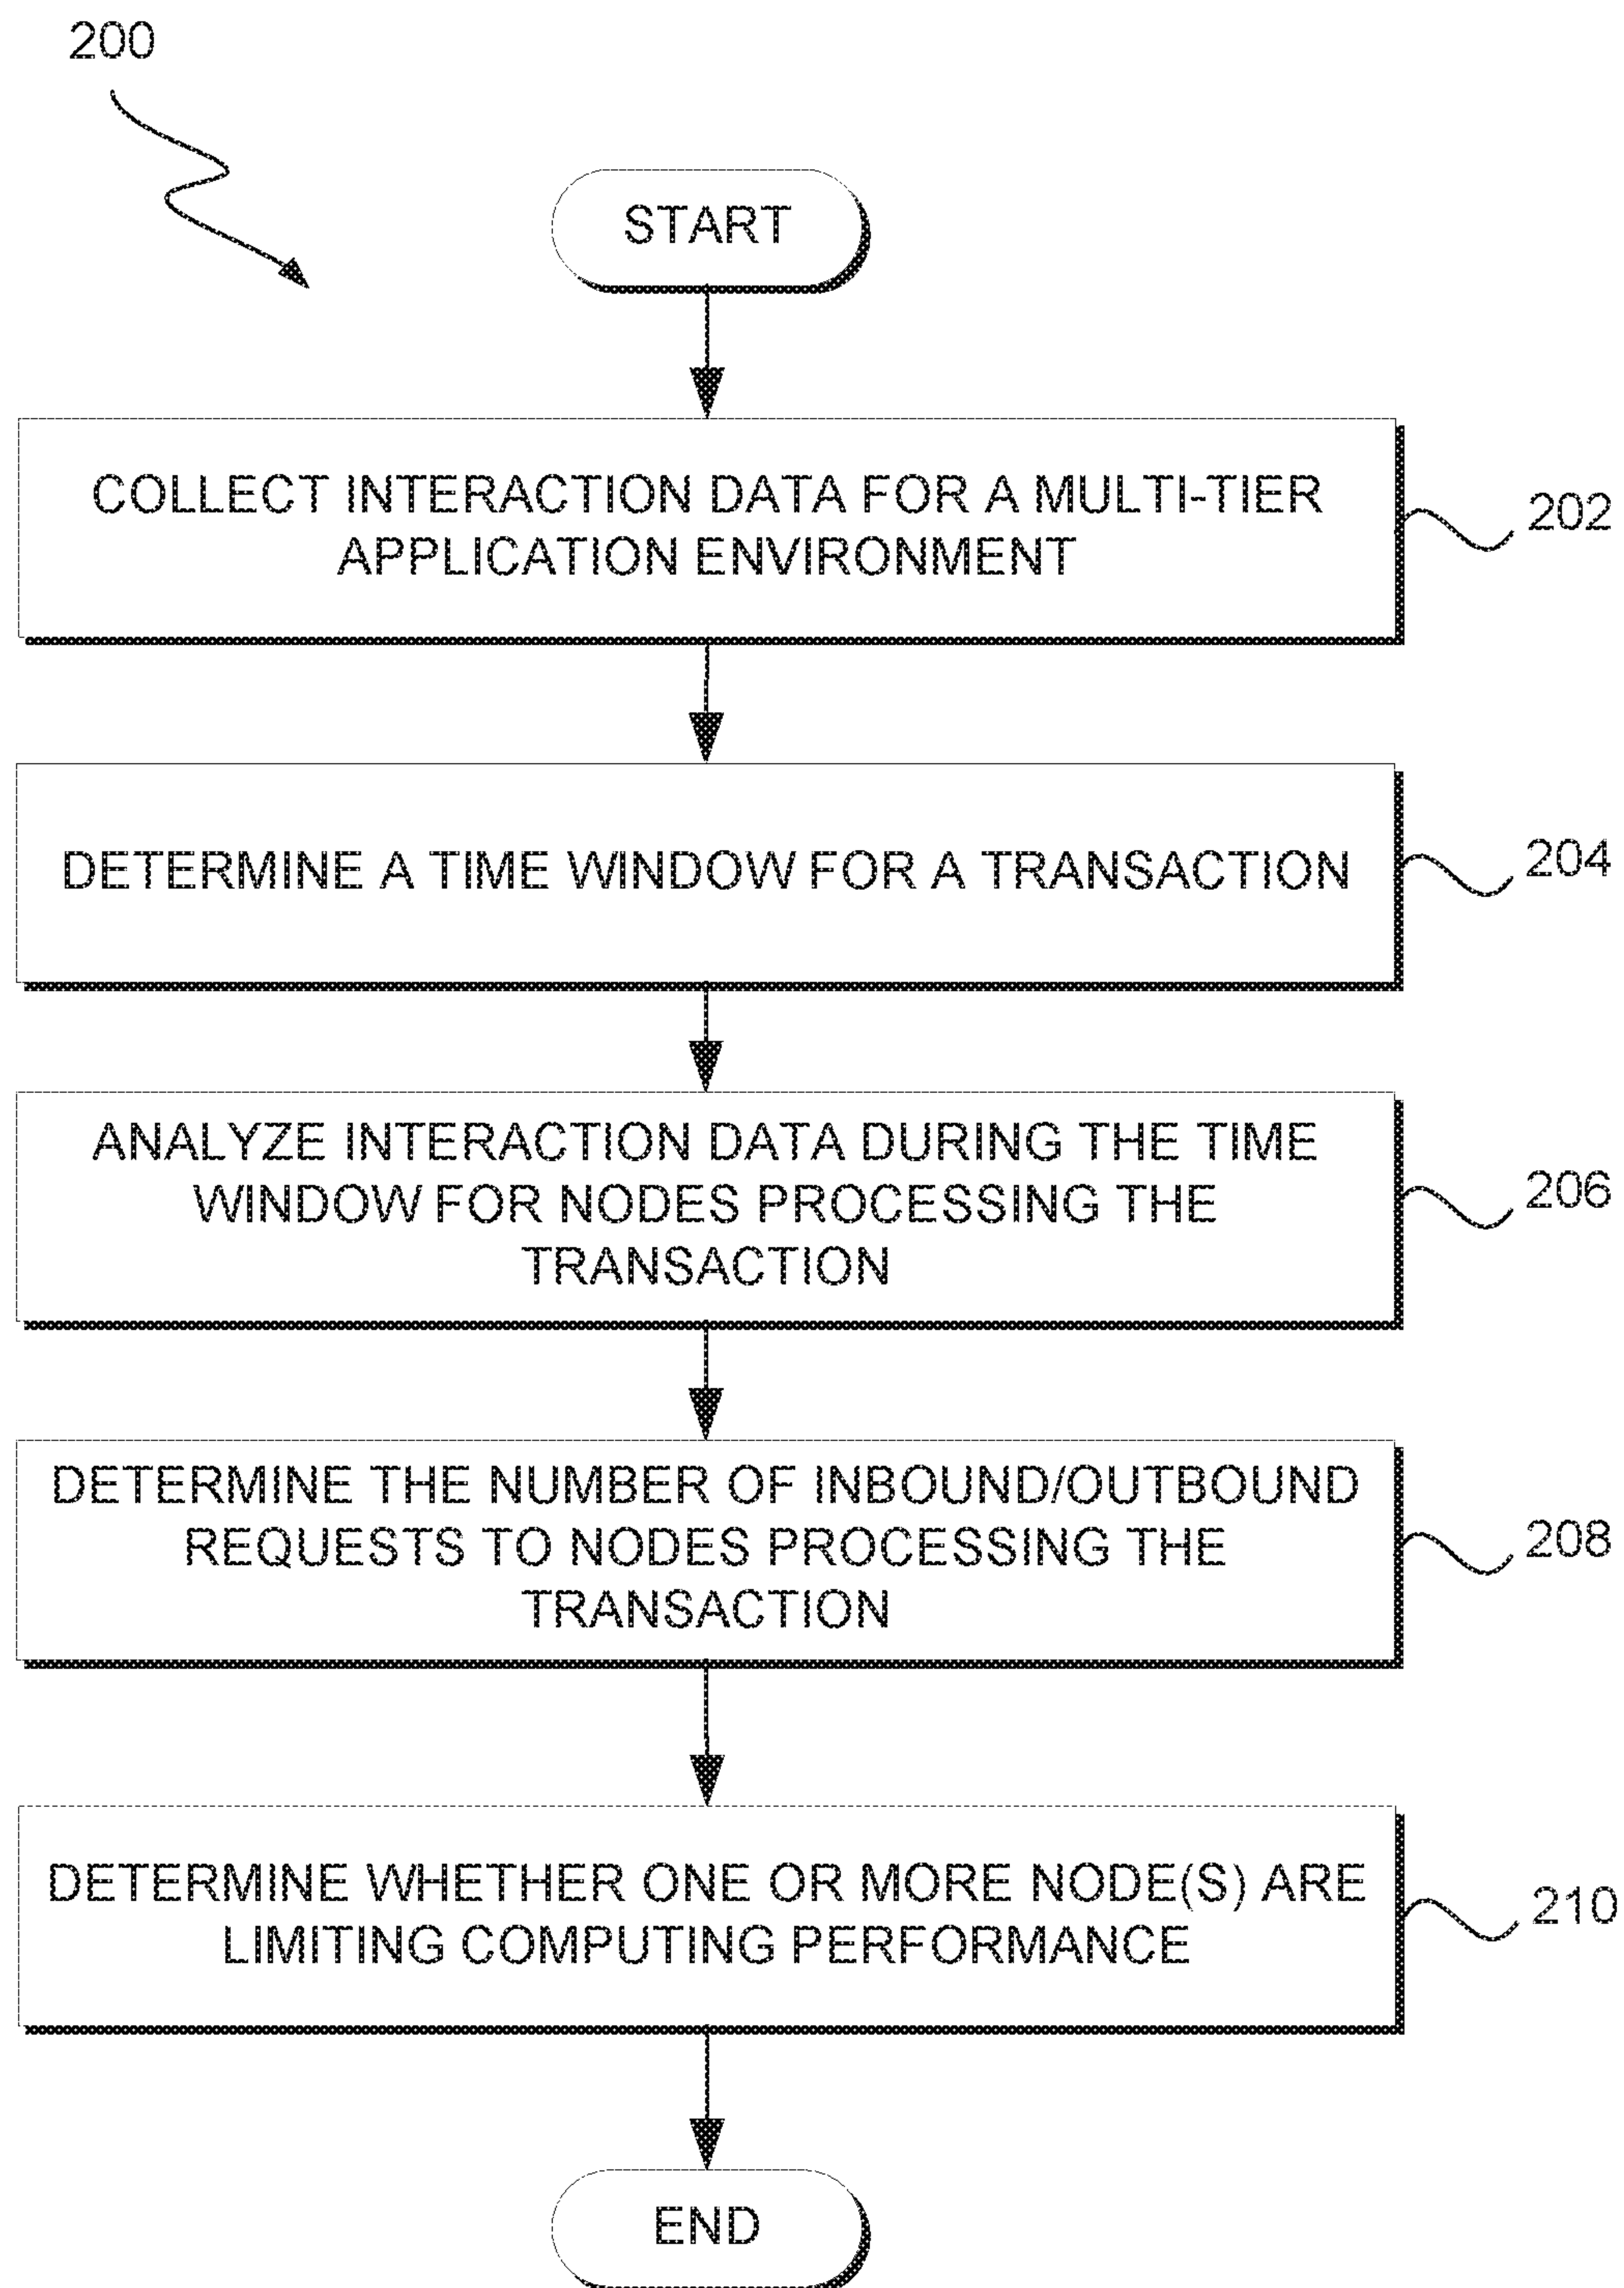 200
START
COLLECT INTERACTION DATA FOR A MULTI-TIER
APPLICATION ENVIRONMENT
202
DETERMINE A TIME WINDOW FOR A TRANSACTION
204
ANALYZE INTERACTION DATA DURING THE TIME
WINDOW FOR NODES PROCESSING THE
TRANSACTION
206
DETERMINE THE NUMBER OF INBOUND/OUTBOUND
REQUESTS TO NODES PROCESSING THE
TRANSACTION
208
DETERMINE WHETHER ONE OR MORE NODE(S) ARE
LIMITING COMPUTING PERFORMANCE
210
END